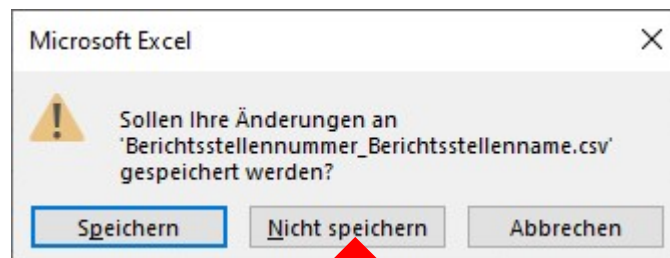 Microsoft Excel
Sollen Ihre Änderungen an
'Berichtsstellennummer_Berichtsstellenname.csv'
gespeichert werden?
Speichern Nicht speichern Abbrechen